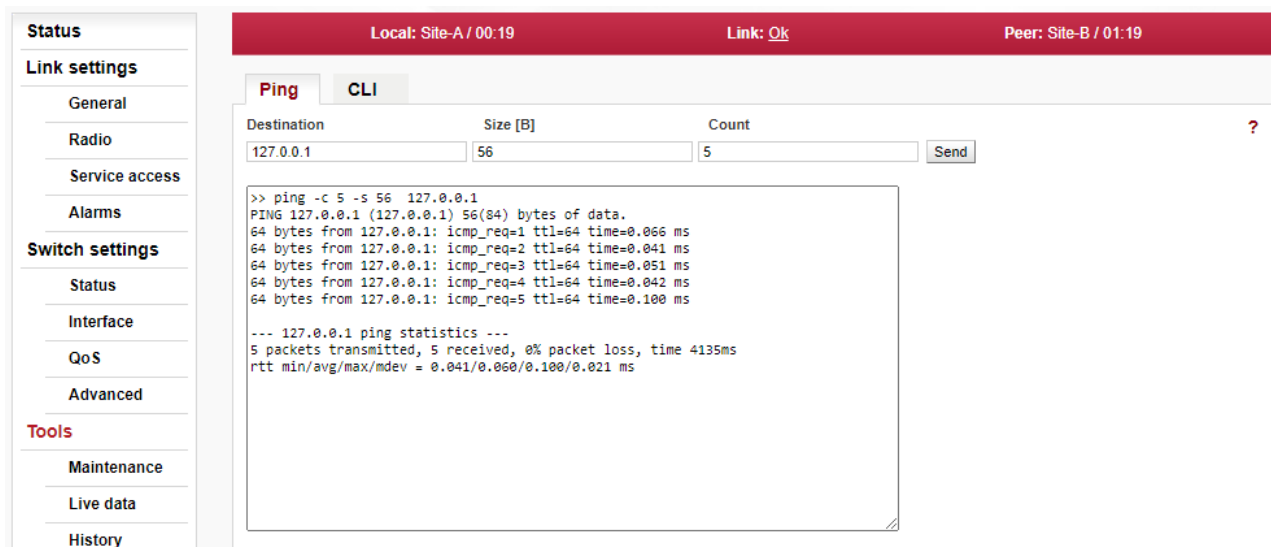 Status
Link settings
General
Radio
Service access
Alarms
Switch settings
Status
Interface
QoS
Advanced
Tools
Maintenance
Live data
History
Local: Site-A / 00:19 Link: Ok Peer: Site-B / 01:19
Ping CLI
Destination Size [B] Count ?
127.0.0.1 56 5 Send
>> ping -c 5 -s 56  127.0.0.1
PING 127.0.0.1 (127.0.0.1) 56(84) bytes of data.
64 bytes from 127.0.0.1: icmp_req=1 ttl=64 time=0.066 ms
64 bytes from 127.0.0.1: icmp_req=2 ttl=64 time=0.041 ms
64 bytes from 127.0.0.1: icmp_req=3 ttl=64 time=0.051 ms
64 bytes from 127.0.0.1: icmp_req=4 ttl=64 time=0.042 ms
64 bytes from 127.0.0.1: icmp_req=5 ttl=64 time=0.100 ms
--- 127.0.0.1 ping statistics ---
5 packets transmitted, 5 received, 0% packet loss, time 4135ms
rtt min/avg/max/mdev = 0.041/0.060/0.100/0.021 ms